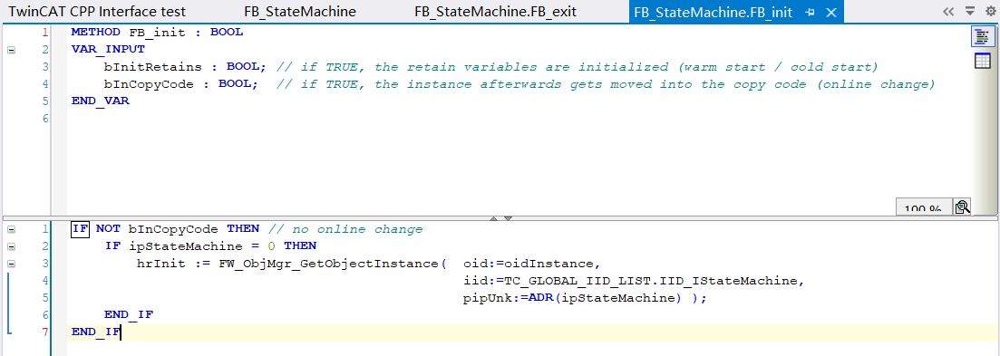 TwinCAT CPP Interface test FB_StateMachine FB_StateMachine.FB_exit FB_StateMachine.FB_init
1 METHOD FB_init : BOOL
2 VAR_INPUT
3 bInitRetains : BOOL; // if TRUE, the retain variables are initialized (warm start / cold start)
4 bInCopyCode : BOOL; // if TRUE, the instance afterwards gets moved into the copy code (online change)
5 END_VAR
6
100 %
1 IF NOT bInCopyCode THEN // no online change
2 IF ipStateMachine = 0 THEN
3 hrInit := FW_ObjMgr_GetObjectInstance( oid:=oidInstance,
4 iid:=TC_GLOBAL_IID_LIST.IID_IStateMachine,
5 pipUnk:=ADR(ipStateMachine) );
6 END_IF
7 END_IF